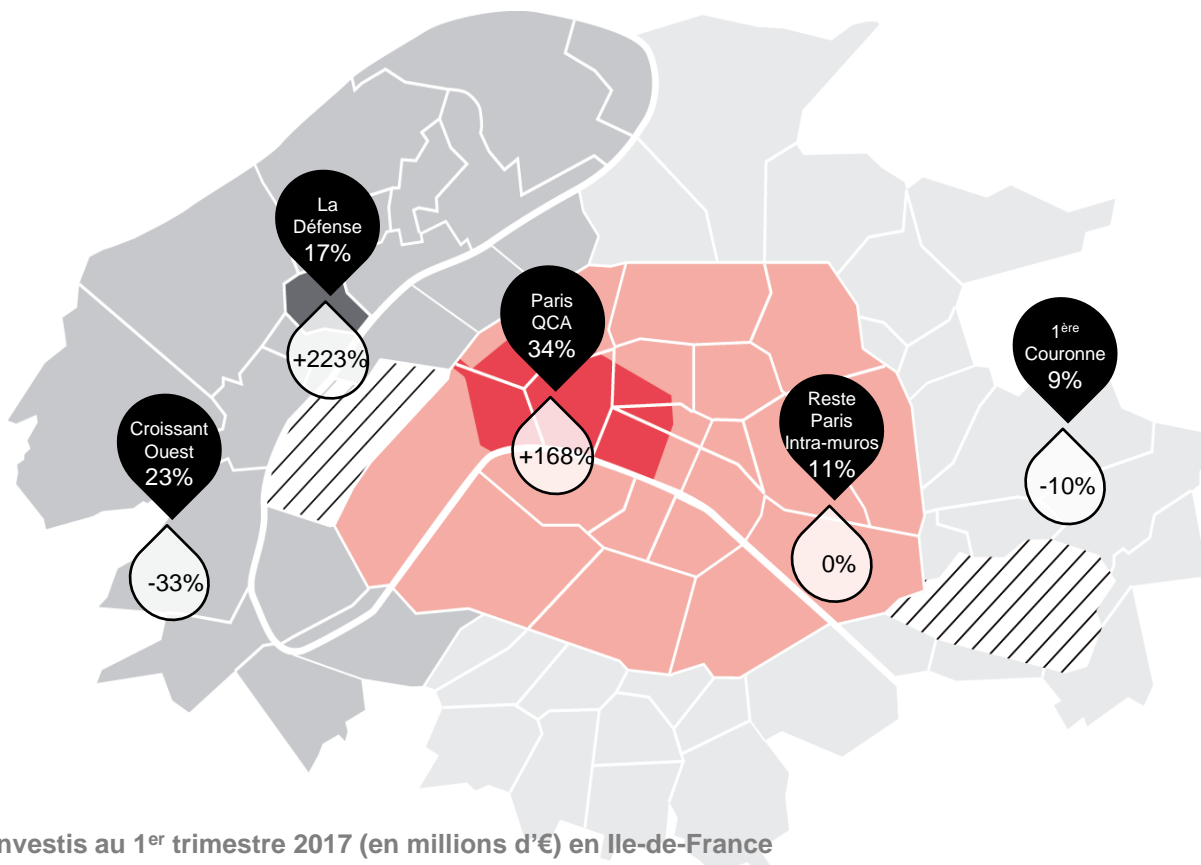 La
Défense
17%
+223%
Paris
QCA
34%
+168%
1ère
Couronne
9%
-10%
Reste
Paris
Intra-muros
11%
0%
Croissant
Ouest
23%
-33%
nvestis au 1er trimestre 2017 (en millions d'€) en Ile-de-France